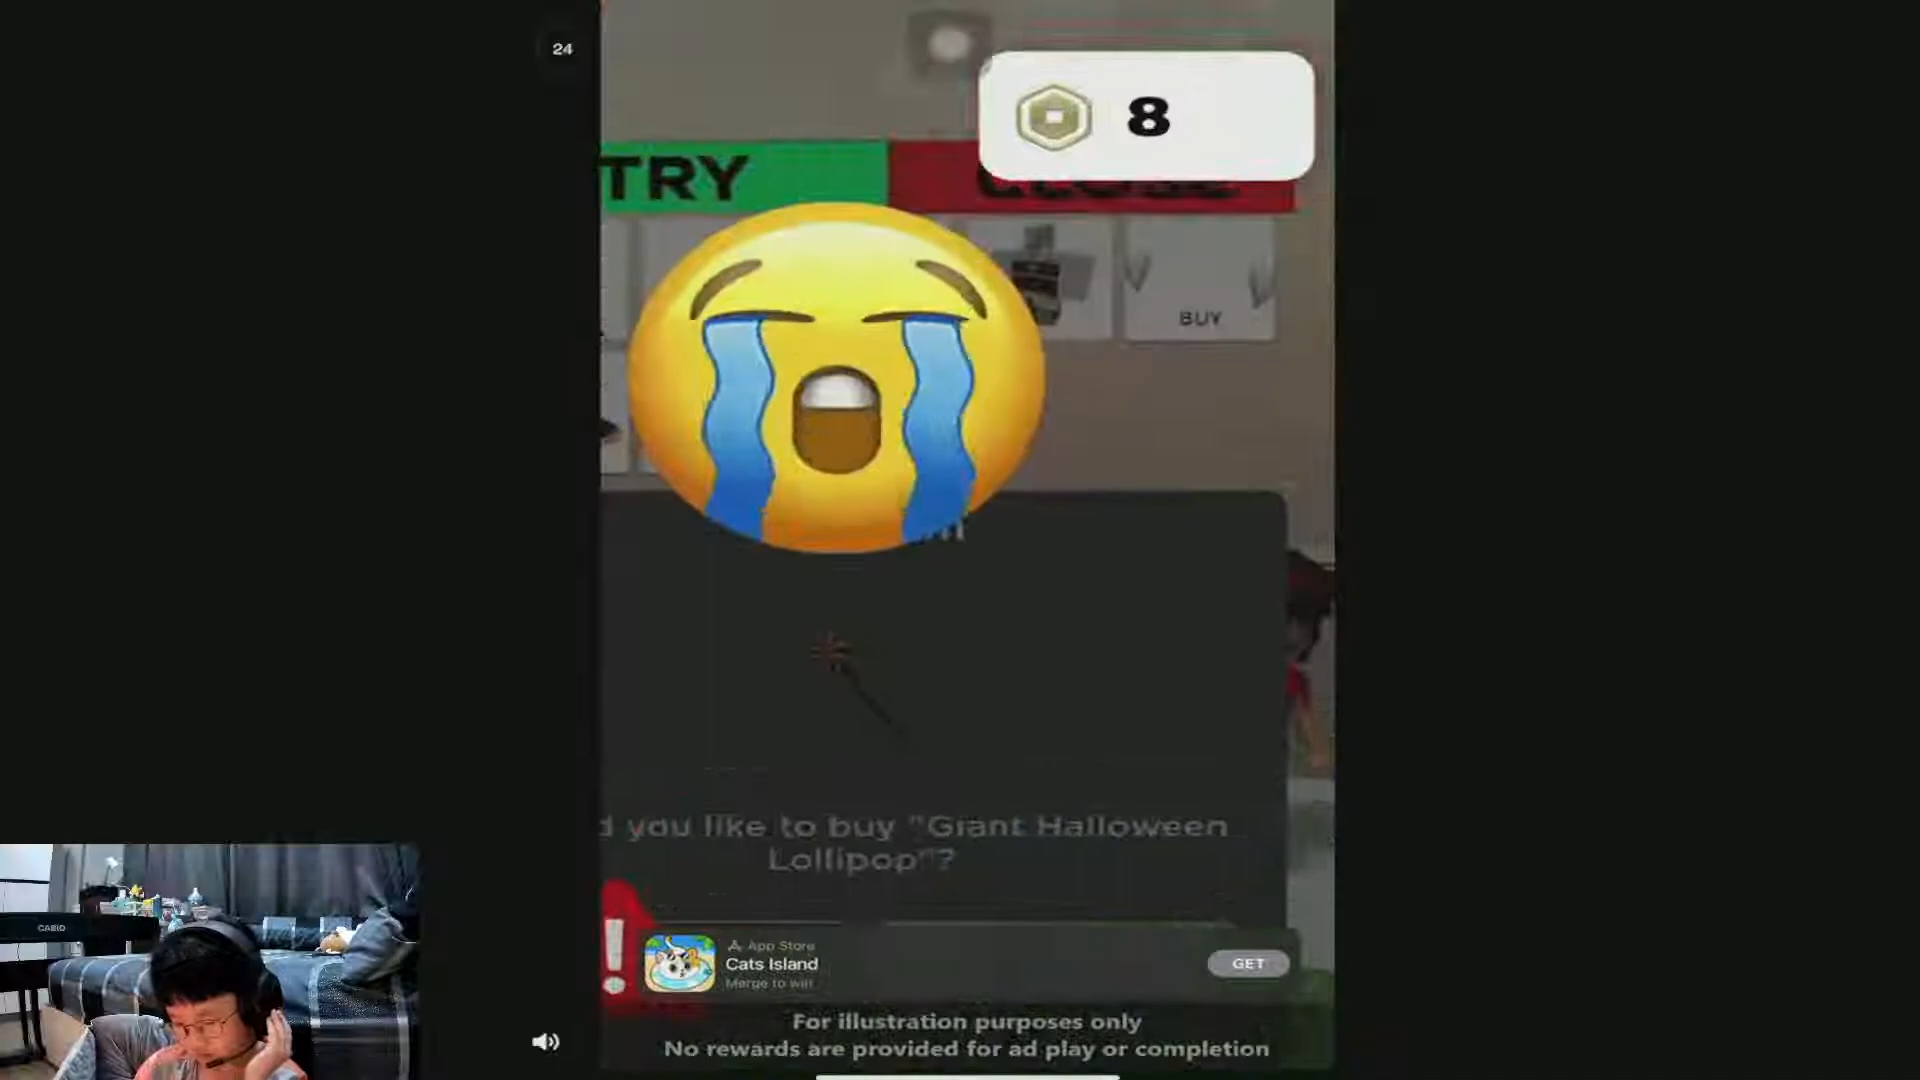 24
8
TRY
CLOSE
BUY
you like to buy "Giant Halloween
Lollipop"?
App Store
Cats Island
Merge to win
GET
For illustration purposes only
No rewards are provided for ad play or completion
CASIO